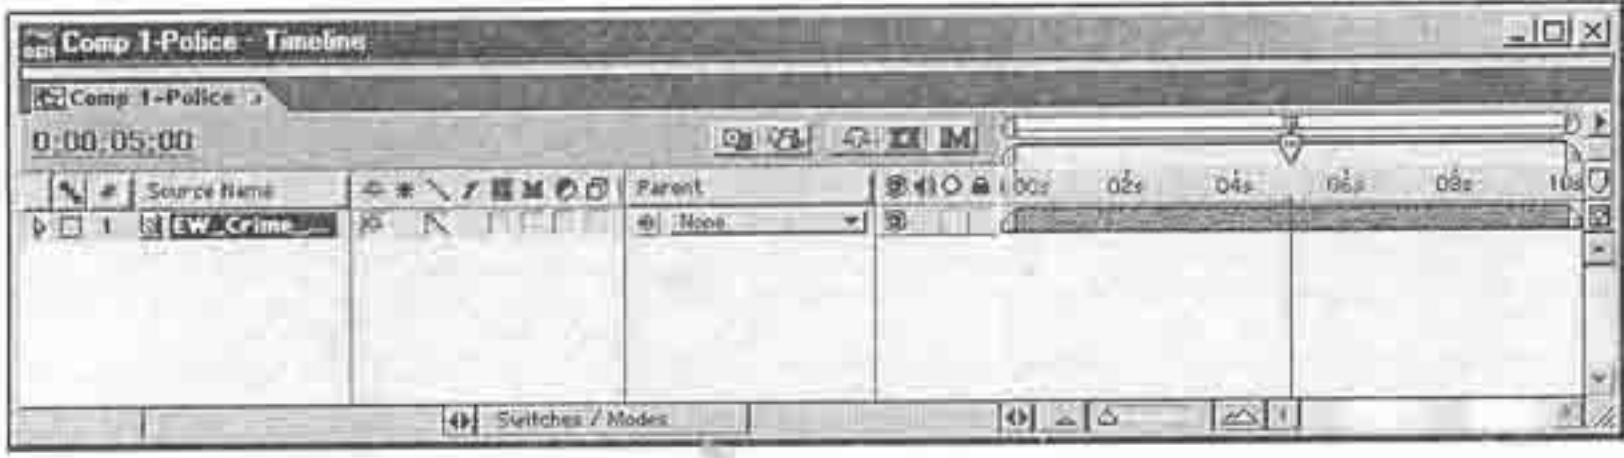 Comp 1-Police - Timeline
Comp 1-Police
0:00:05:00
# Source Name Parent 00s 02s 04s 06s 08s 10s
1 EW_Crime None
Switches / Modes